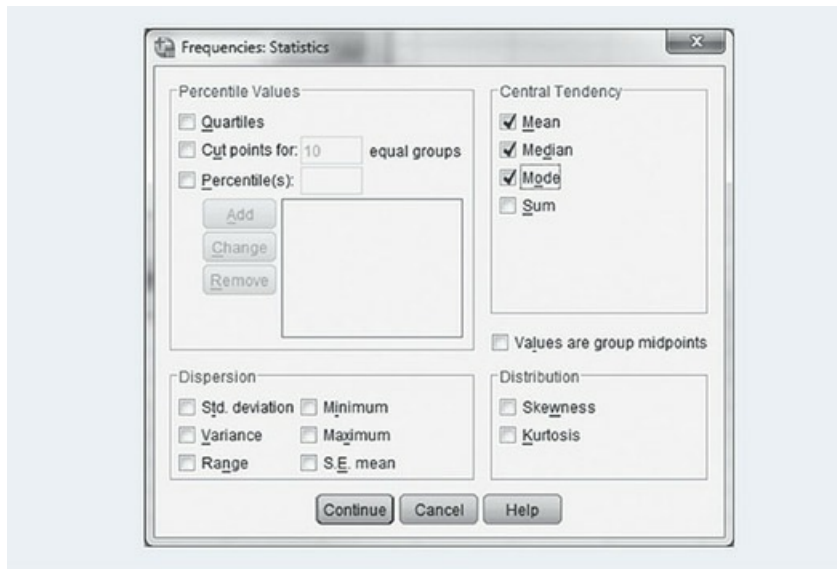 Frequencies: Statistics
x
Percentile Values
Quartiles
Cut points for: 10 equal groups
Percentile(s):
Add
Change
Remove
Central Tendency
Mean
Median
Mode
Sum
Values are group midpoints
Dispersion
Std. deviation Minimum
Variance Maximum
Range S.E. mean
Distribution
Skewness
Kurtosis
Continue Cancel Help